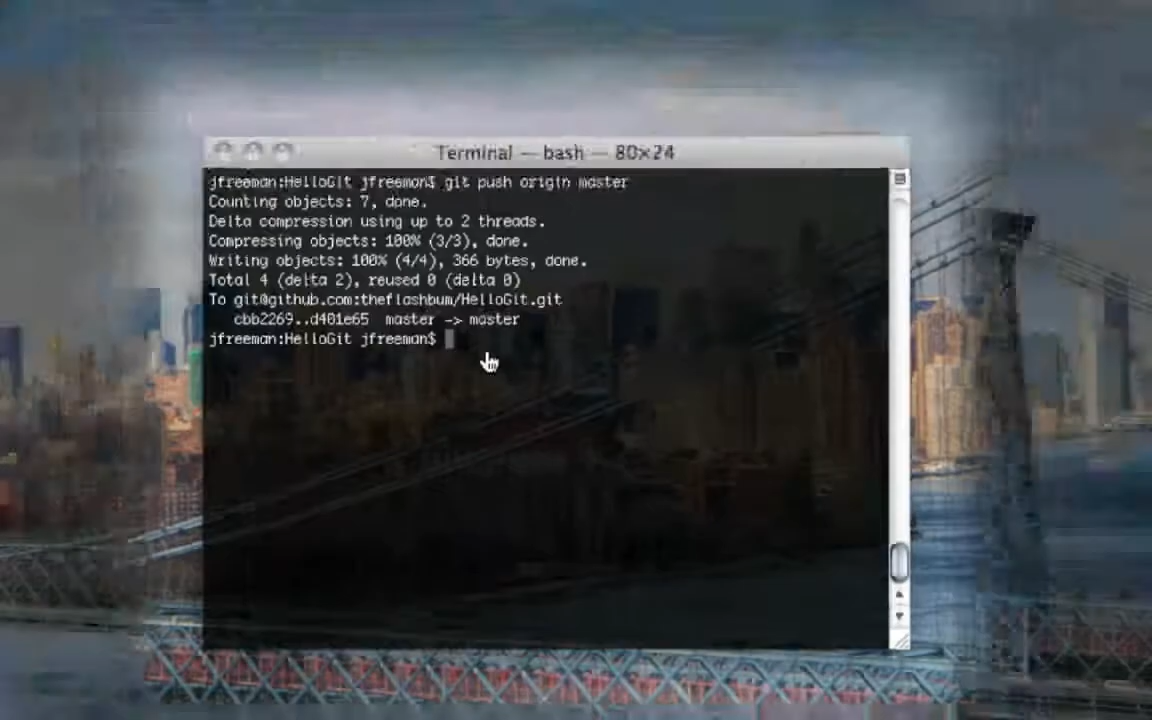 Terminal — bash — 80×24
jfreeman:HelloGit jfreeman$ git push origin master
Counting objects: 7, done.
Delta compression using up to 2 threads.
Compressing objects: 100% (3/3), done.
Writing objects: 100% (4/4), 366 bytes, done.
Total 4 (delta 2), reused 0 (delta 0)
To git@github.com:theflashbum/HelloGit.git
cbb2269..d401e65 master -> master
jfreeman:HelloGit jfreeman$